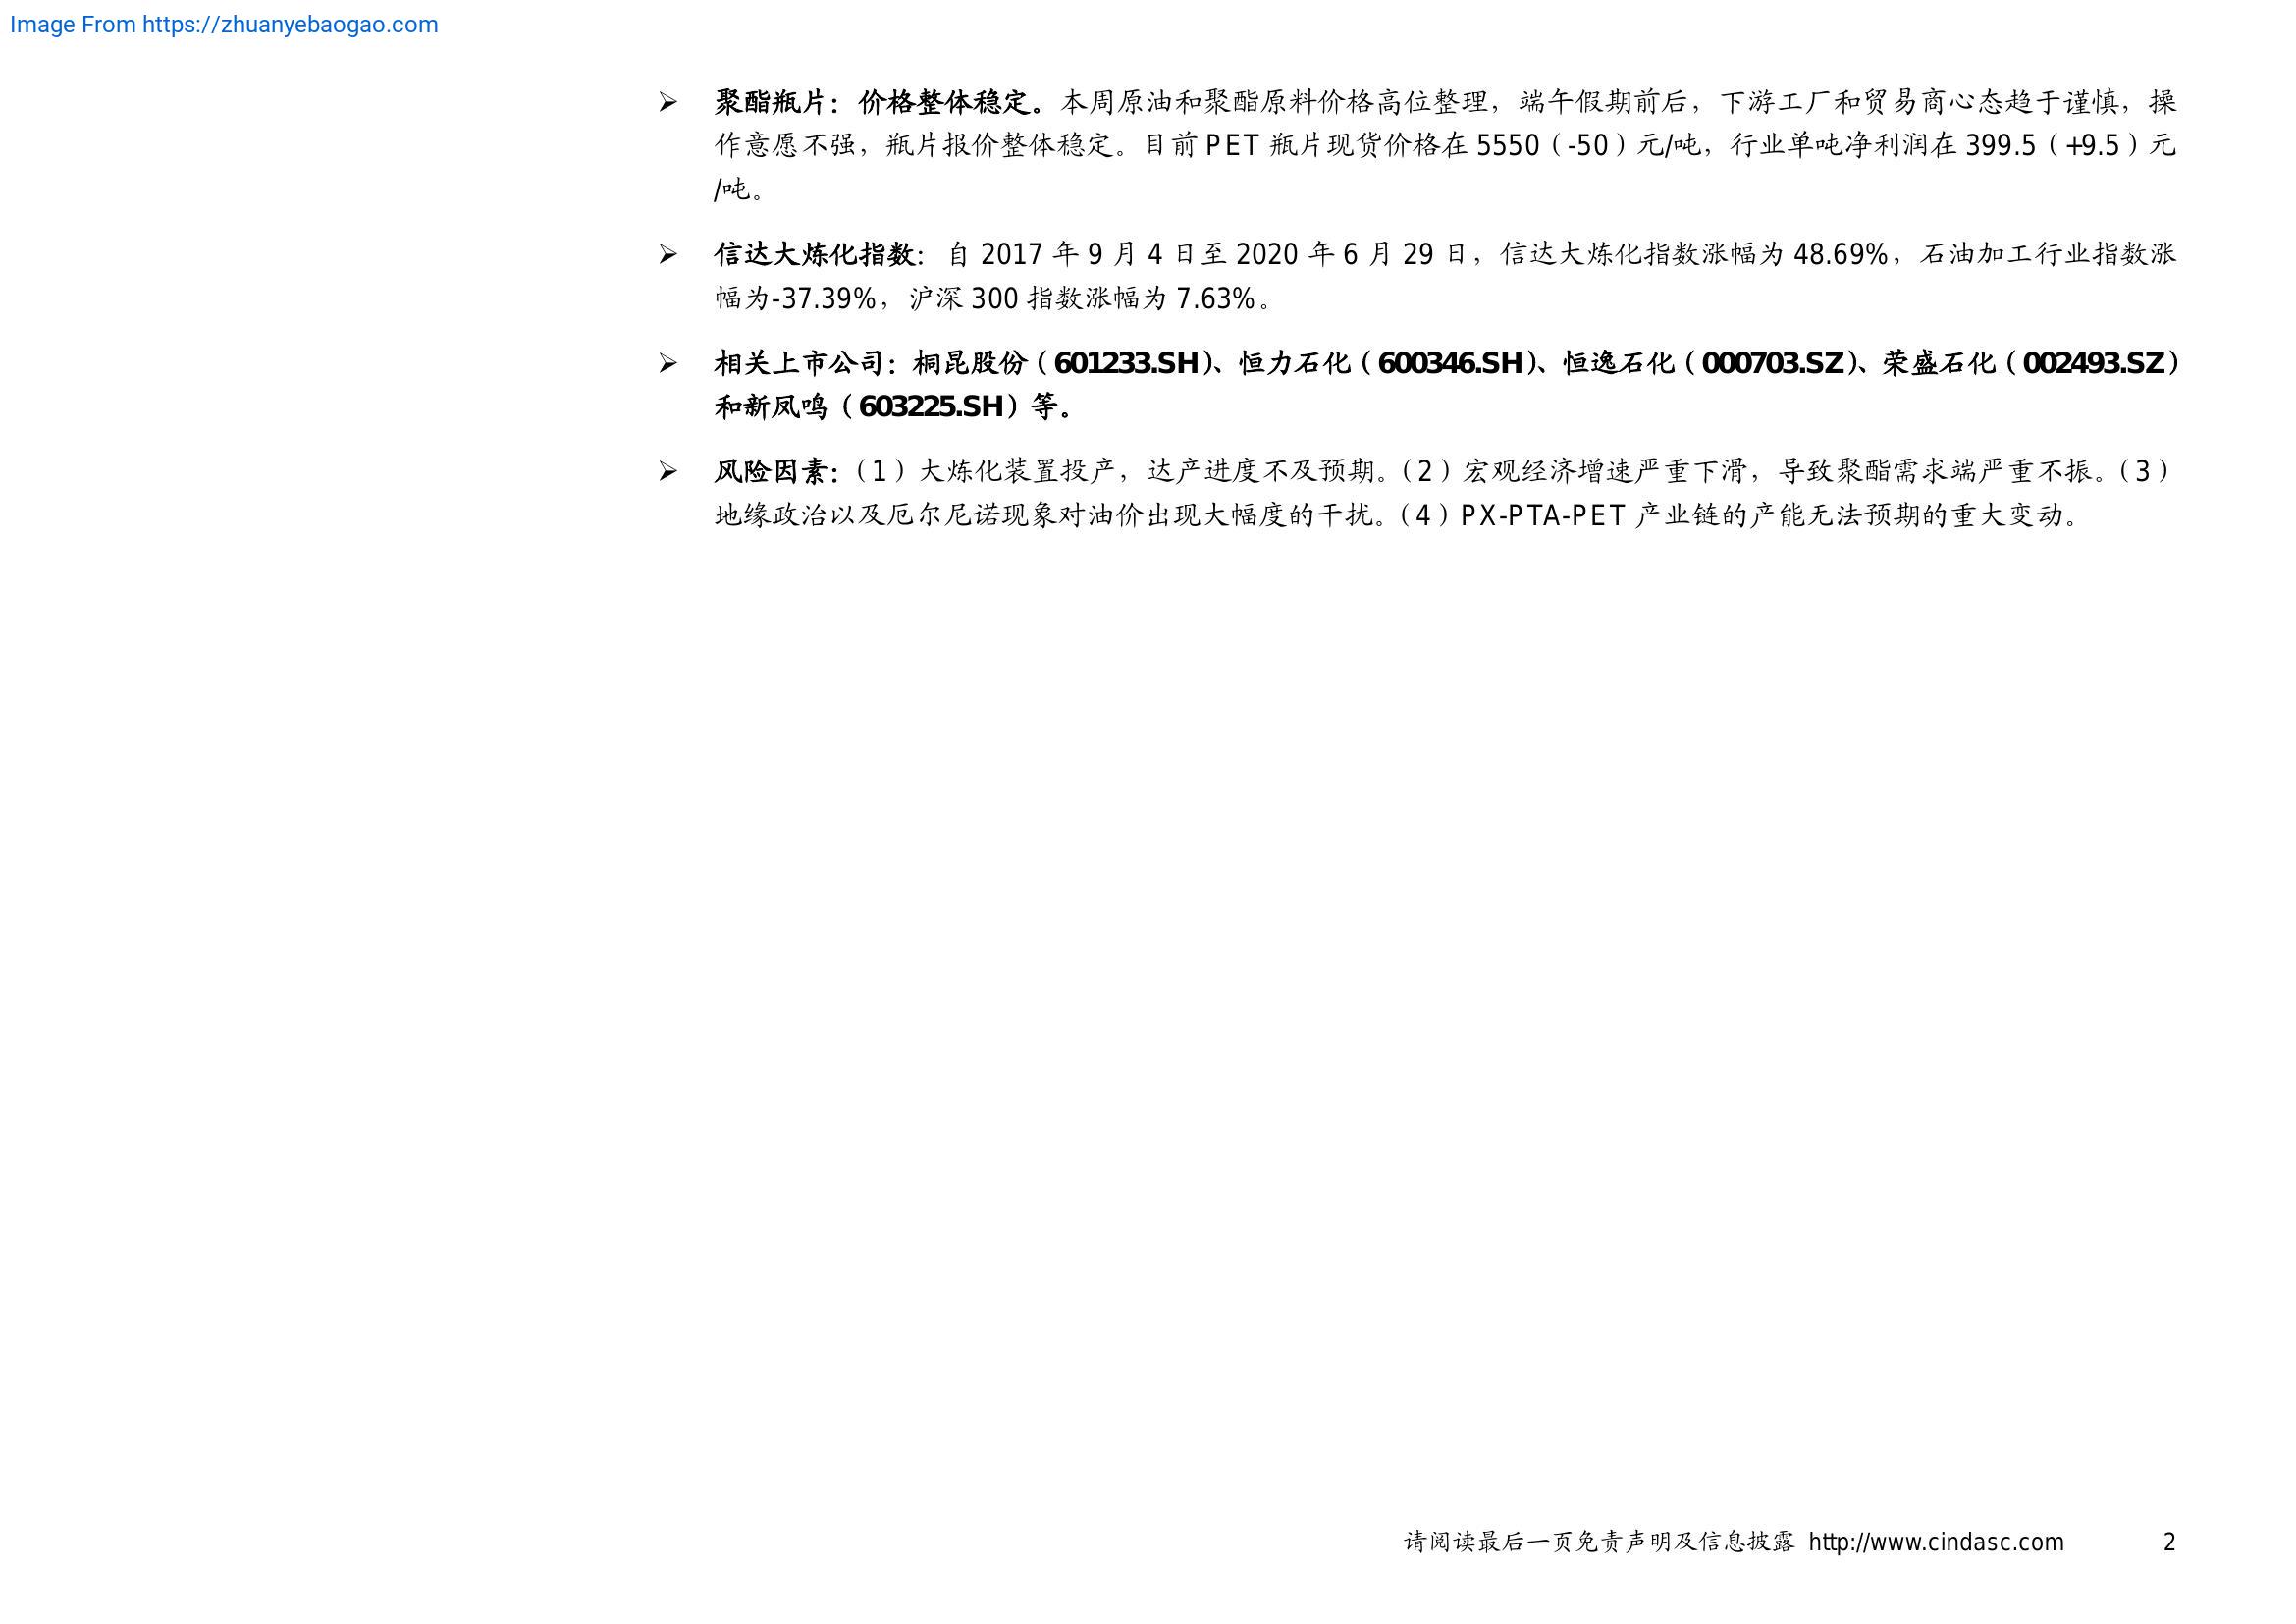 Image From https://zhuanyebaogao.com
➢ 聚酯瓶片：价格整体稳定。本周原油和聚酯原料价格高位整理，端午假期前后，下游工厂和贸易商心态趋于谨慎，操
作意愿不强，瓶片报价整体稳定。目前 PET 瓶片现货价格在 5550（-50）元/吨，行业单吨净利润在 399.5（+9.5）元
/吨。
➢ 信达大炼化指数：自 2017 年 9 月 4 日至 2020 年 6 月 29 日，信达大炼化指数涨幅为 48.69%，石油加工行业指数涨
幅为-37.39%，沪深 300 指数涨幅为 7.63%。
➢ 相关上市公司：桐昆股份（601233.SH）、恒力石化（600346.SH）、恒逸石化（000703.SZ）、荣盛石化（002493.SZ）
和新凤鸣（603225.SH）等。
➢ 风险因素：（1）大炼化装置投产，达产进度不及预期。（2）宏观经济增速严重下滑，导致聚酯需求端严重不振。（3）
地缘政治以及厄尔尼诺现象对油价出现大幅度的干扰。（4）PX-PTA-PET 产业链的产能无法预期的重大变动。
请阅读最后一页免责声明及信息披露 http://www.cindasc.com 2